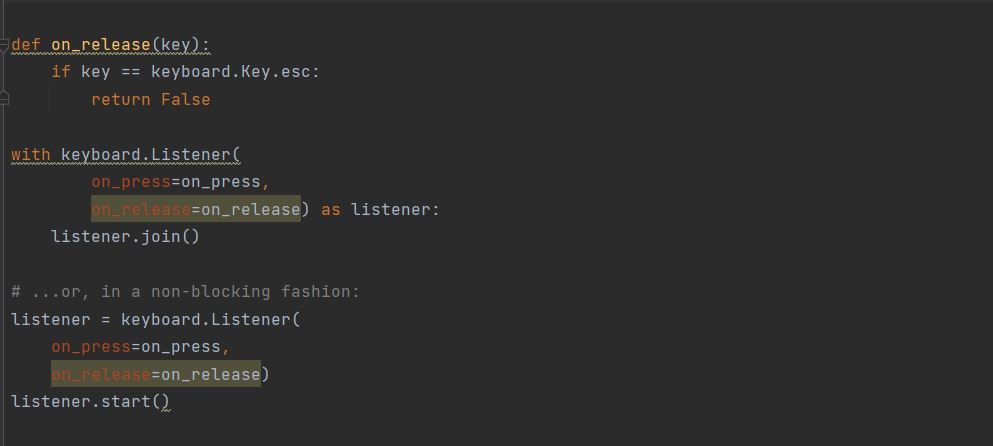 def on_release(key):
    if key == keyboard.Key.esc:
        return False
with keyboard.Listener(
        on_press=on_press,
        on_release=on_release) as listener:
    listener.join()
# ...or, in a non-blocking fashion:
listener = keyboard.Listener(
    on_press=on_press,
    on_release=on_release)
listener.start()